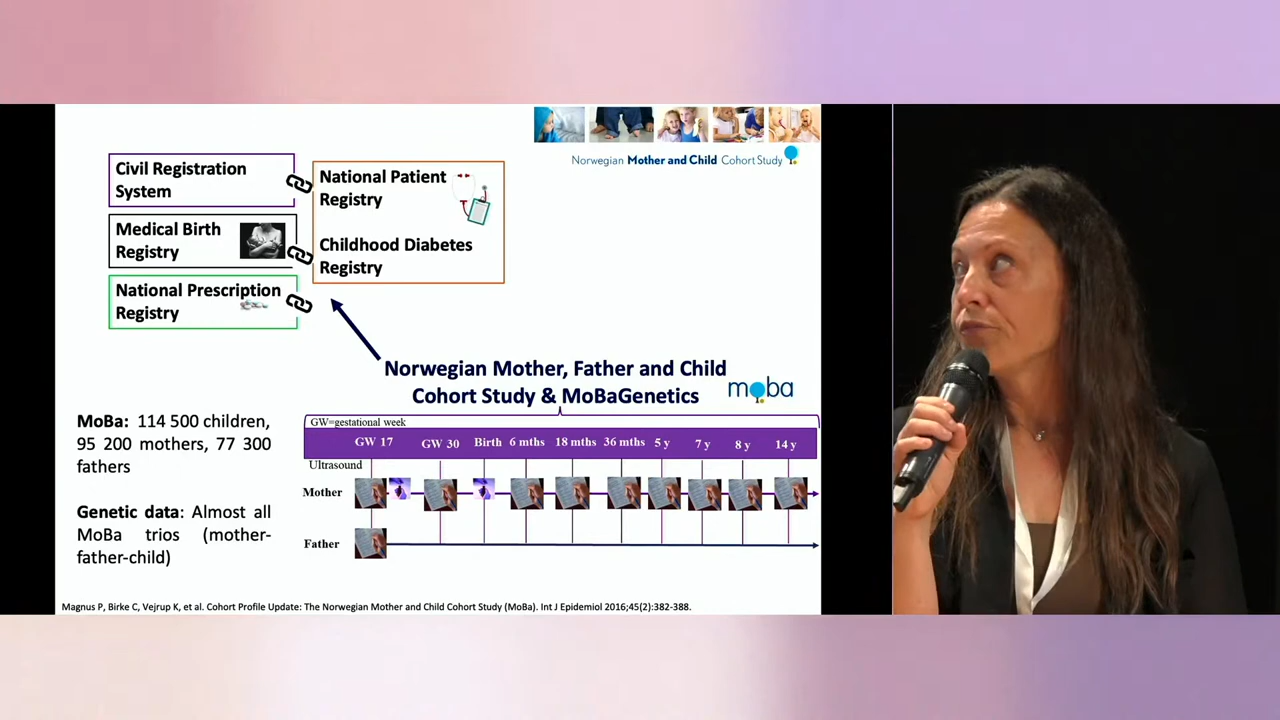 Norwegian Mother and Child Cohort Study
Civil Registration
System
Medical Birth
Registry
National Prescription
Registry
National Patient
Registry
Childhood Diabetes
Registry
Norwegian Mother, Father and Child
Cohort Study & MoBaGenetics
moba
MoBa: 114 500 children,
95 200 mothers, 77 300
fathers
Genetic data: Almost all
MoBa trios (mother-
father-child)
GW=gestational week
GW 17 GW 30 Birth 6 mths 18 mths 36 mths 5 y 7 y 8 y 14 y
Ultrasound
Mother
Father
Magnus P, Birke C, Vejrup K, et al. Cohort Profile Update: The Norwegian Mother and Child Cohort Study (MoBa). Int J Epidemiol 2016;45(2):382-388.